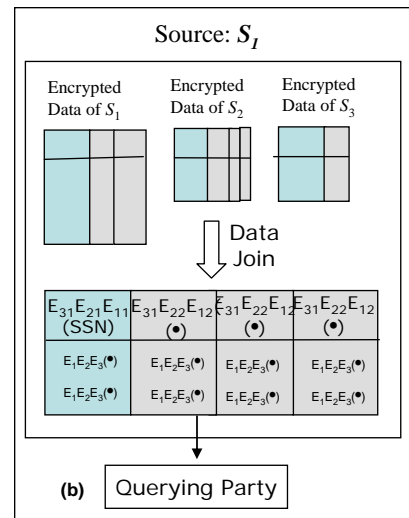 Source: S₁
Encrypted Data of S₁
Encrypted Data of S₂
Encrypted Data of S₃
Data Join
E₃₁E₂₁E₁₁ (SSN)
E₃₁E₂₂E₁₂ (•)
E₃₁E₂₂E₁₂ (•)
E₃₁E₂₂E₁₂ (•)
E₁E₂E₃(•) E₁E₂E₃(•) E₁E₂E₃(•) E₁E₂E₃(•)
E₁E₂E₃(•) E₁E₂E₃(•) E₁E₂E₃(•) E₁E₂E₃(•)
(b) Querying Party